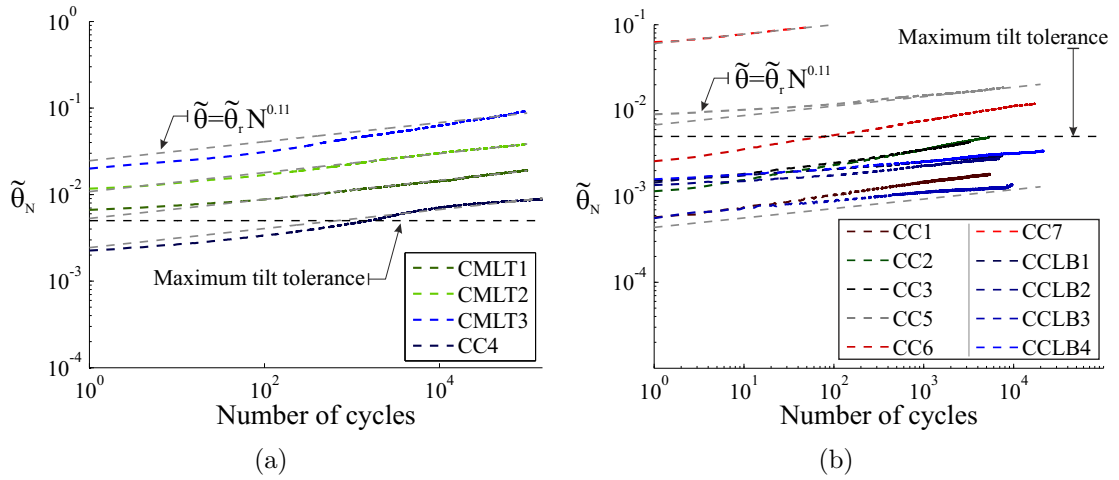 10^0
10^-1
10^-2
10^-3
10^-4
θ̃_N
θ̃=θ̃_r N^0.11
Maximum tilt tolerance
CMLT1
CMLT2
CMLT3
CC4
10^0 10^2 10^4
Number of cycles
(a)
10^-1
10^-2
10^-3
10^-4
θ̃_N
Maximum tilt tolerance
θ̃=θ̃_r N^0.11
CC1 CC7
CC2 CCLB1
CC3 CCLB2
CC5 CCLB3
CC6 CCLB4
10^0 10^1 10^2 10^3 10^4
Number of cycles
(b)